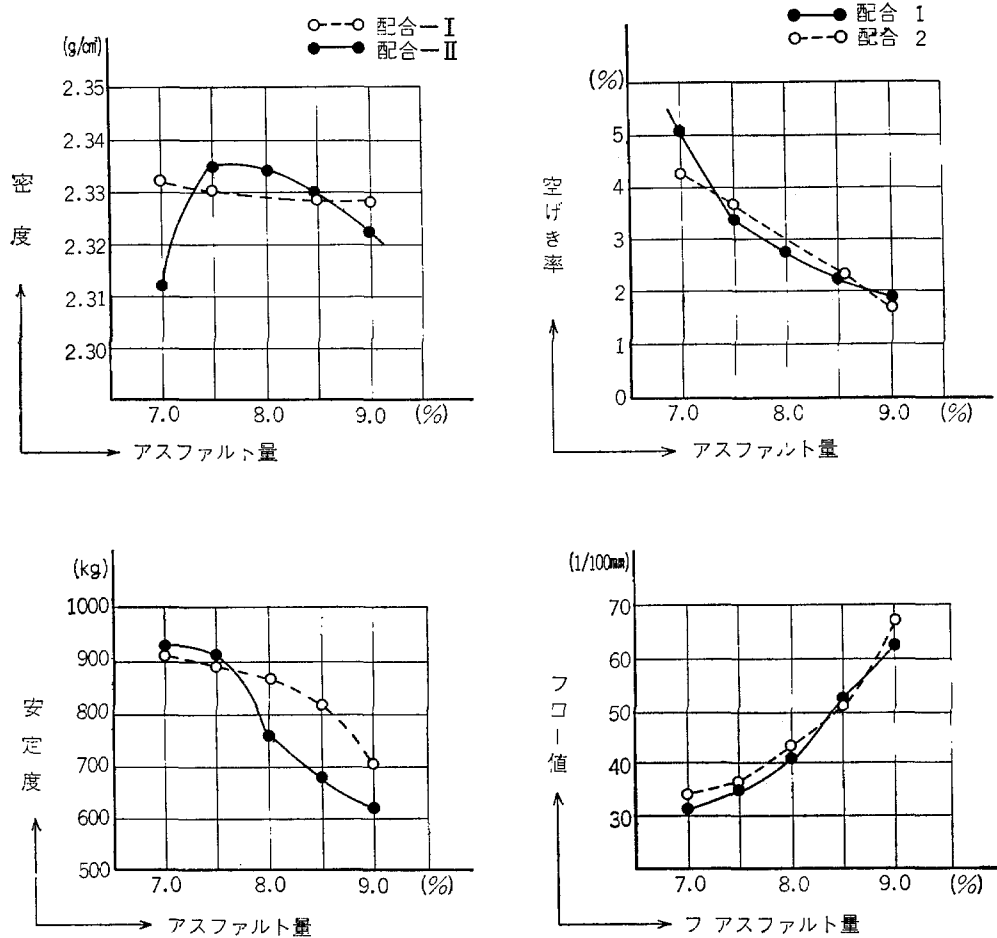 配合ーⅠ
配合ーⅡ
(g/cm³)
2.35
2.34
2.33
2.32
2.31
2.30
密度
7.0 8.0 9.0 (%)
アスファルト量
配合 1
配合 2
(%)
5
4
3
2
1
0
空げき率
7.0 8.0 9.0 (%)
アスファルト量
(kg)
1000
900
800
700
600
500
安定度
7.0 8.0 9.0 (%)
アスファルト量
(1/100mm)
70
60
50
40
30
フロー値
7.0 8.0 9.0 (%)
フ アスファルト量